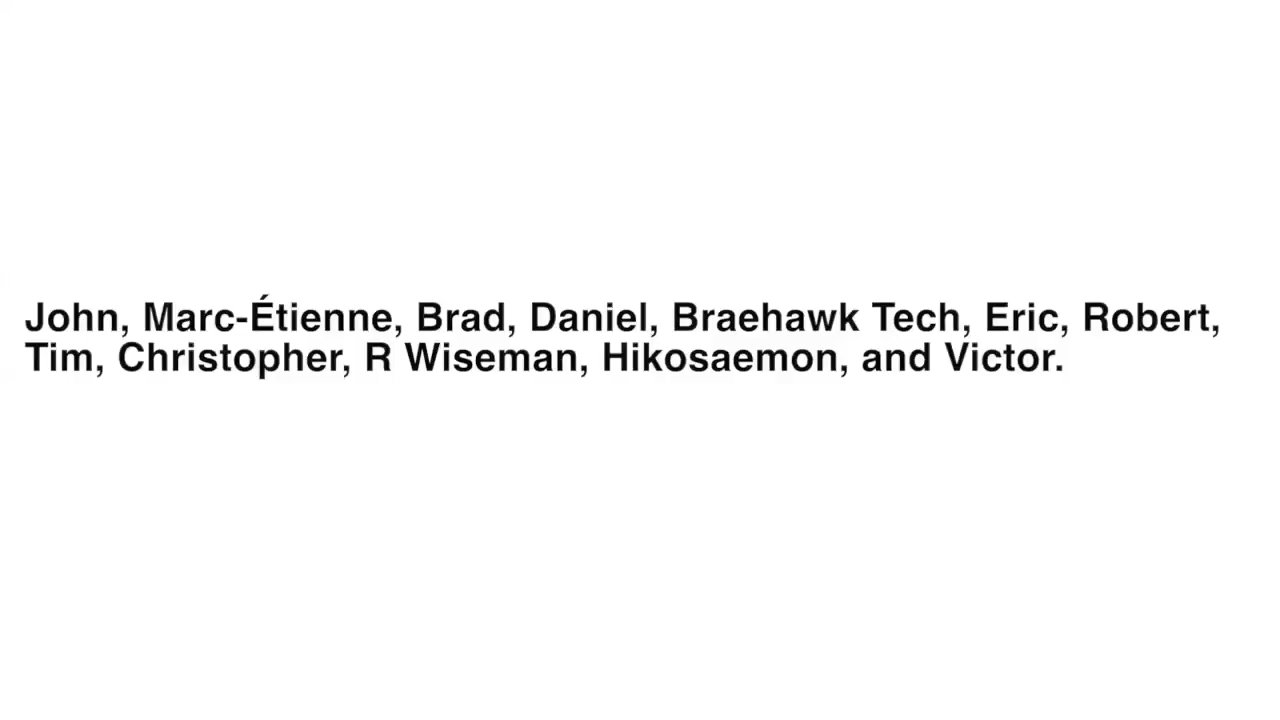 John, Marc-Étienne, Brad, Daniel, Braehawk Tech, Eric, Robert,
Tim, Christopher, R Wiseman, Hikosaemon, and Victor.